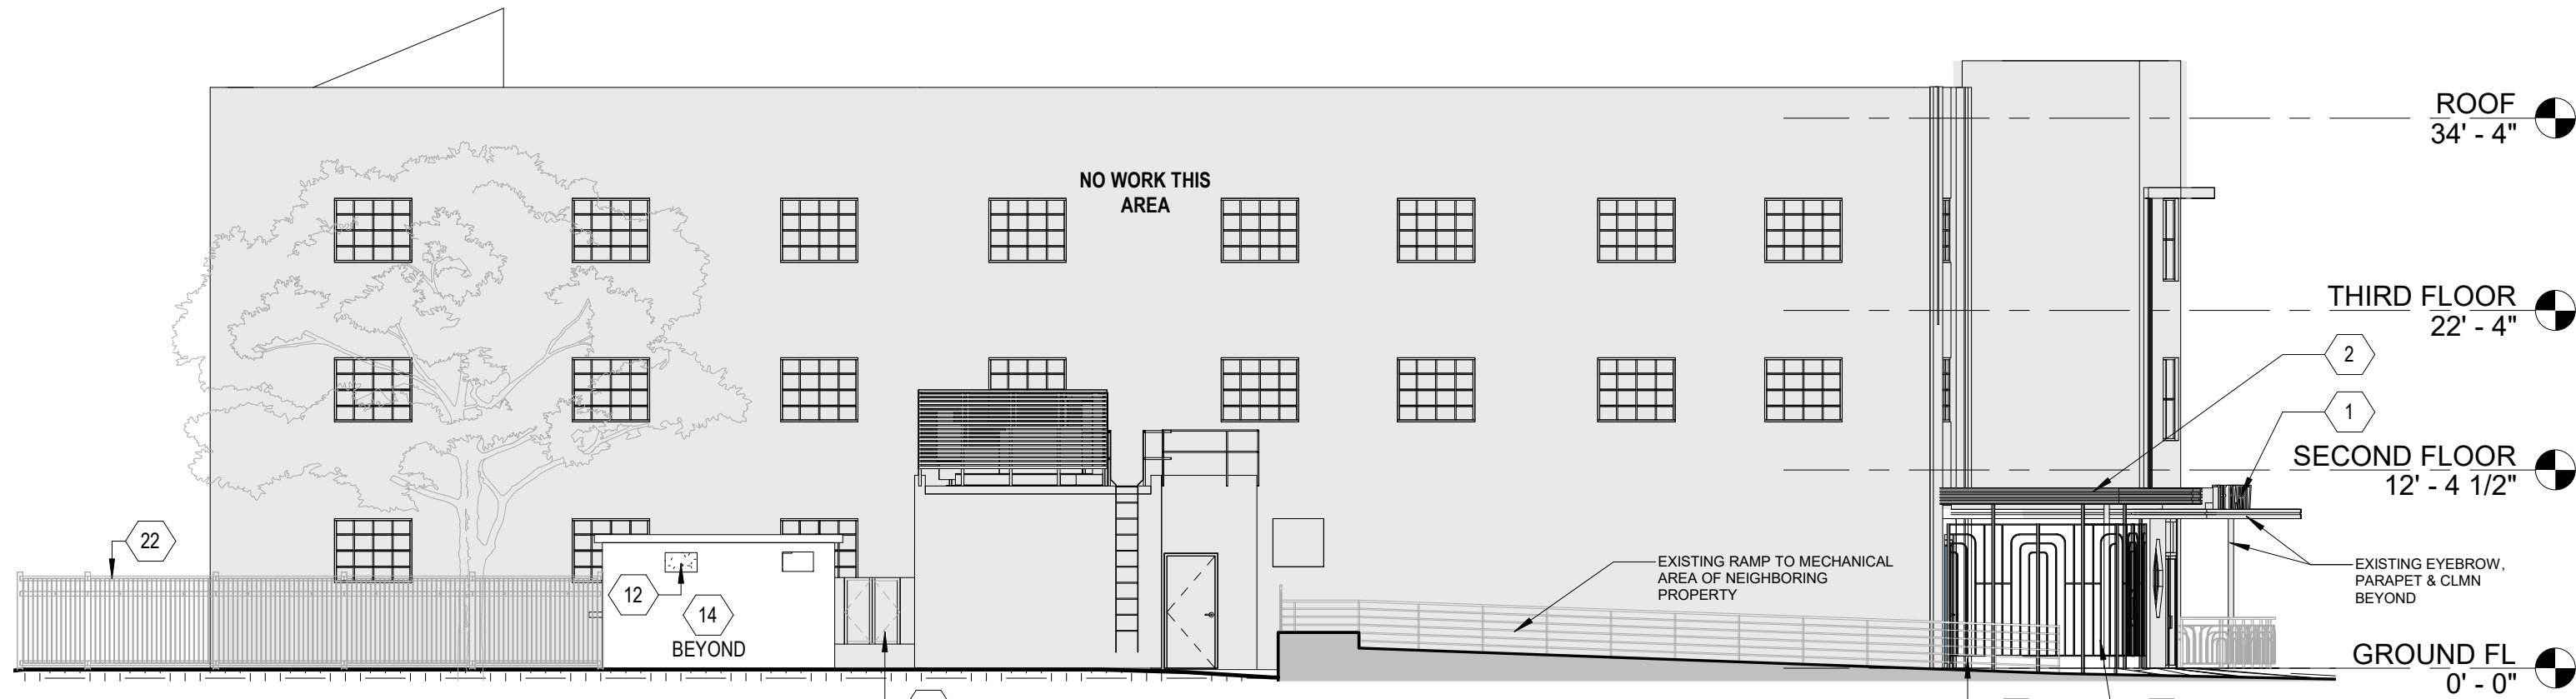 NO WORK THIS
AREA
ROOF
34' - 4"
THIRD FLOOR
22' - 4"
2
1
SECOND FLOOR
12' - 4 1/2"
22
12
14
BEYOND
EXISTING RAMP TO MECHANICAL
AREA OF NEIGHBORING
PROPERTY
EXISTING EYEBROW,
PARAPET & CLMN
BEYOND
GROUND FL
0' - 0"